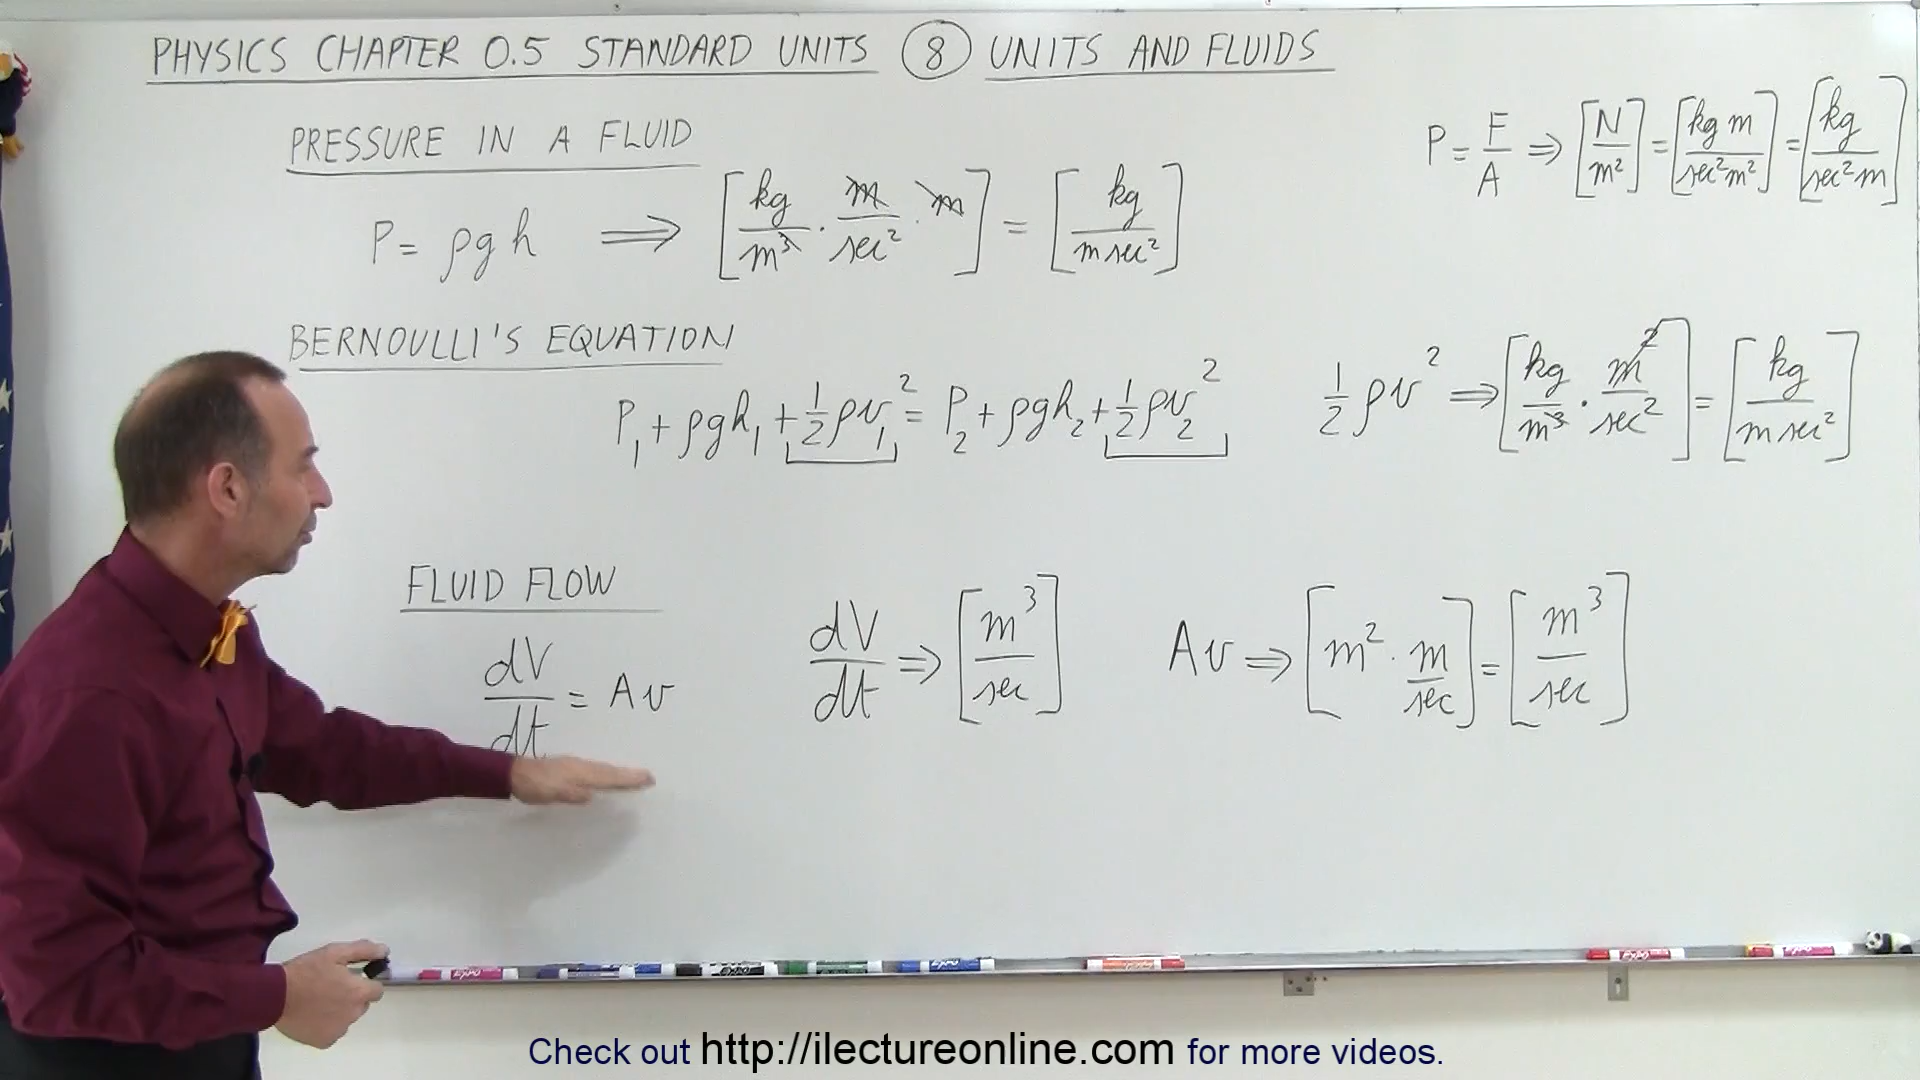 PHYSICS CHAPTER 0.5 STANDARD UNITS ⑧ UNITS AND FLUIDS
P = F/A ⇒ [N/m²] = [kg m/sec² m²] = [kg/sec² m]
PRESSURE IN A FLUID
P = ρgh ⇒ [kg/m³ · m/sec² · m] = [kg/m sec²]
BERNOULLI'S EQUATION
P₁ + ρgh₁ + ½ρv₁² = P₂ + ρgh₂ + ½ρv₂²
½ρv² ⇒ [kg/m³ · m²/sec²] = [kg/m sec²]
FLUID FLOW
dV/dt = Av
dV/dt ⇒ [m³/sec]
Av ⇒ [m² · m/sec] = [m³/sec]
EXPO
EXPO
EXPO
Check out http://ilectureonline.com for more videos.